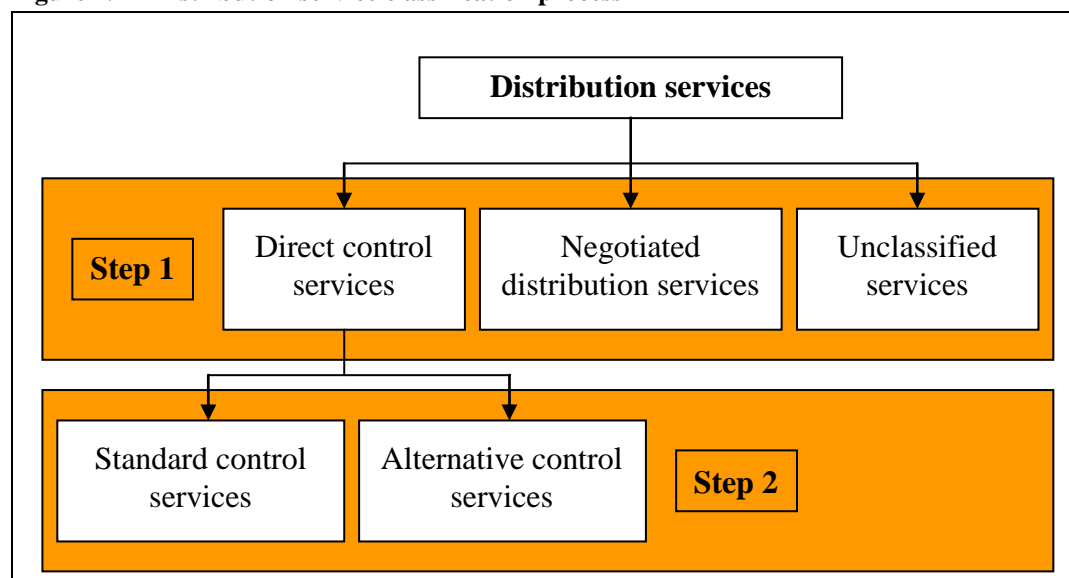 Distribution services
Step 1
Direct control
services
Negotiated
distribution services
Unclassified
services
Standard control
services
Alternative control
services
Step 2